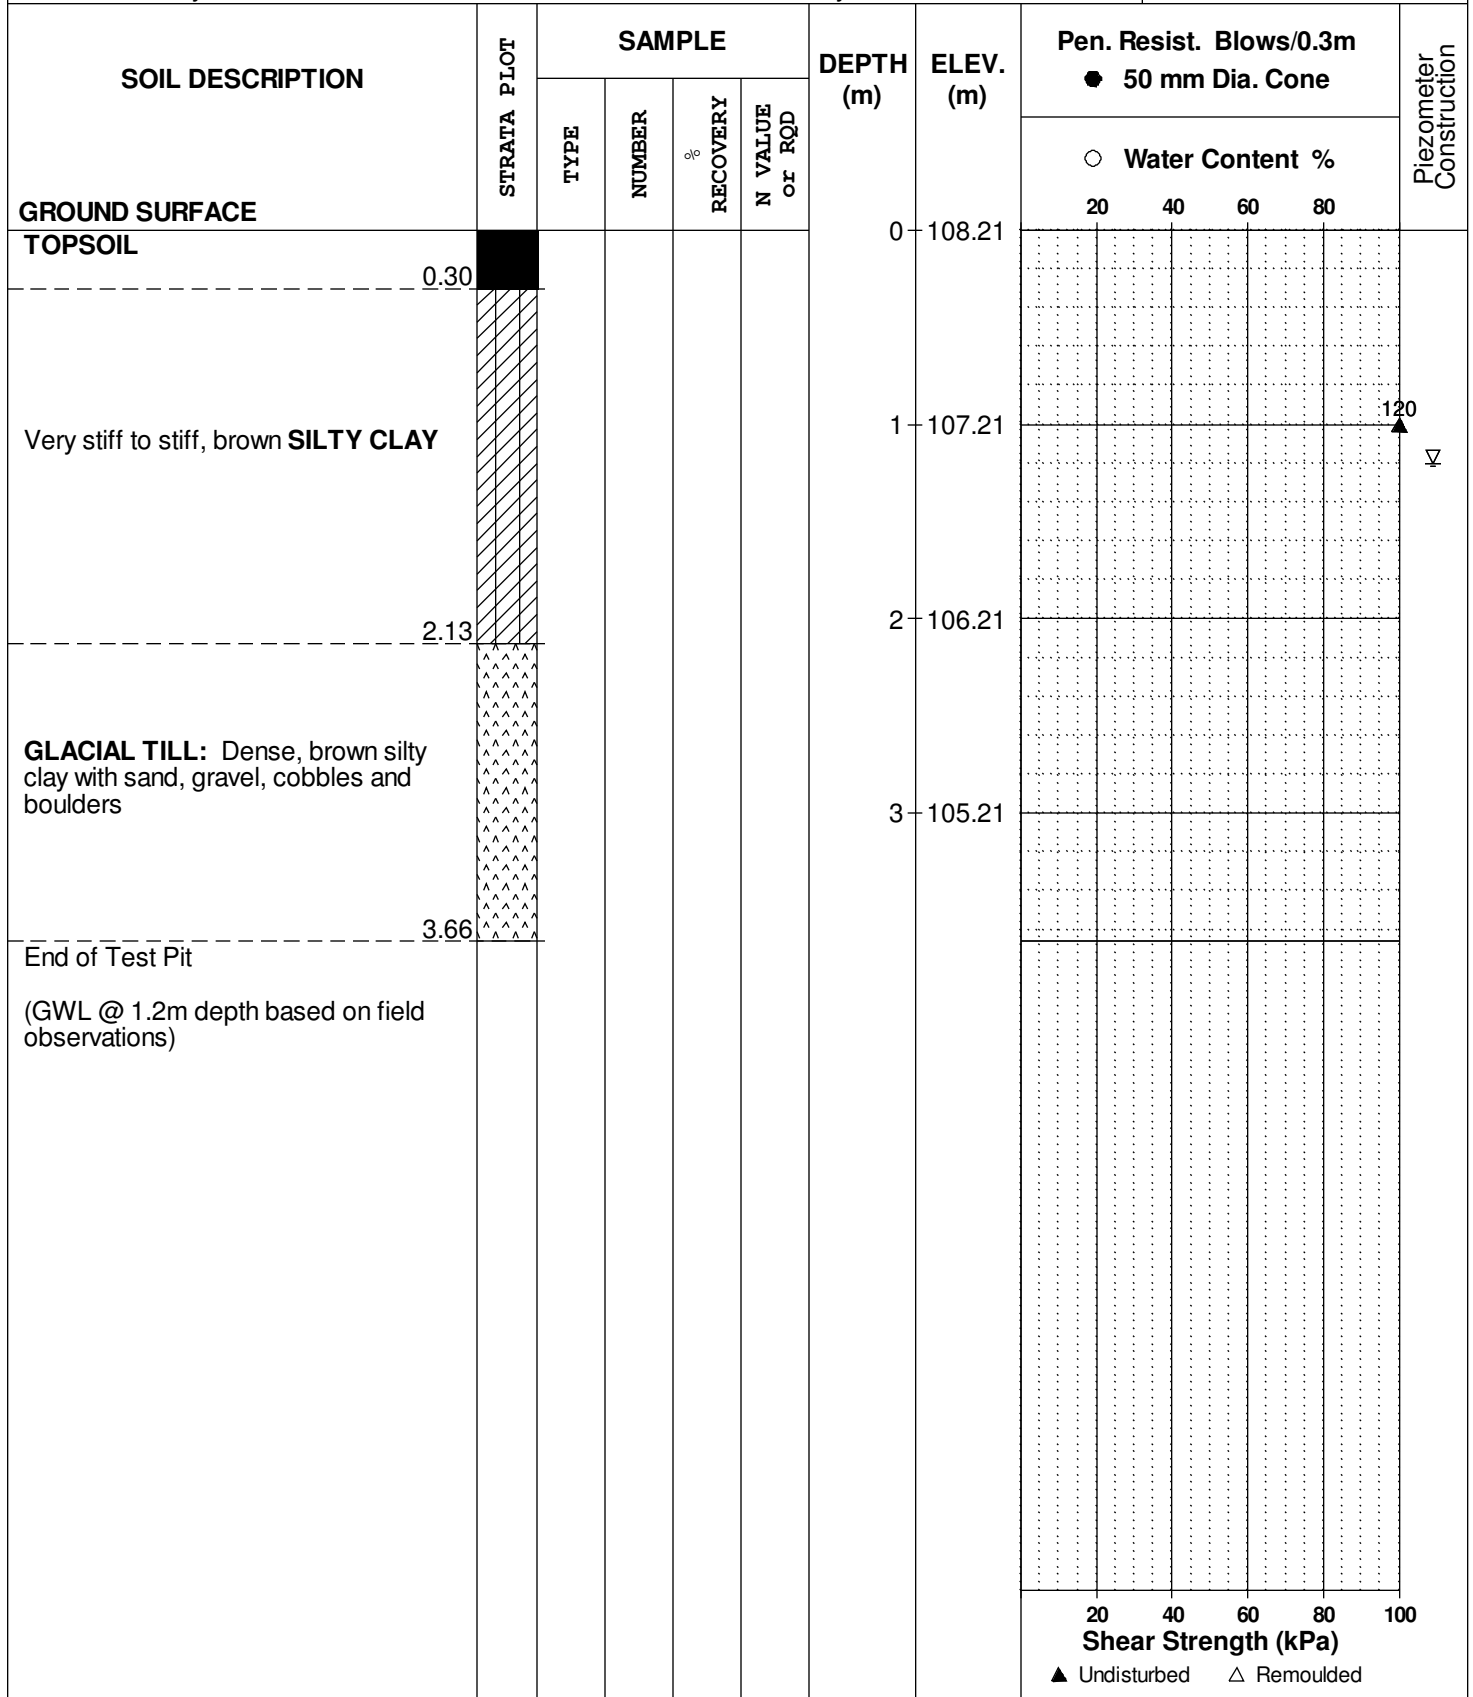 SOIL DESCRIPTION
GROUND SURFACE
STRATA PLOT
SAMPLE
TYPE
NUMBER
%
RECOVERY
N VALUE
or RQD
DEPTH
(m)
ELEV.
(m)
Pen. Resist. Blows/0.3m
● 50 mm Dia. Cone
○ Water Content %
20 40 60 80
Piezometer
Construction
TOPSOIL
0.30
0 108.21
Very stiff to stiff, brown SILTY CLAY
1 107.21
120
2.13
2 106.21
GLACIAL TILL: Dense, brown silty
clay with sand, gravel, cobbles and
boulders
3 105.21
3.66
End of Test Pit
(GWL @ 1.2m depth based on field
observations)
20 40 60 80 100
Shear Strength (kPa)
▲ Undisturbed △ Remoulded